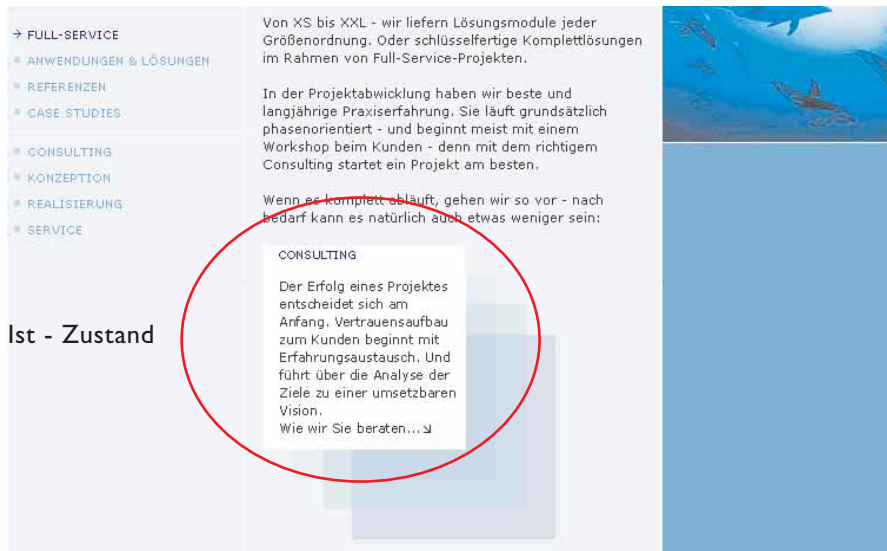 → FULL-SERVICE
ANWENDUNGEN & LÖSUNGEN
REFERENZEN
CASE STUDIES
CONSULTING
KONZEPTION
REALISIERUNG
SERVICE
Ist - Zustand
Von XS bis XXL - wir liefern Lösungsmodule jeder
Größenordnung. Oder schlüsselfertige Komplettlösungen
im Rahmen von Full-Service-Projekten.
In der Projektabwicklung haben wir beste und
langjährige Praxiserfahrung. Sie läuft grundsätzlich
phasenorientiert - und beginnt meist mit einem
Workshop beim Kunden - denn mit dem richtigem
Consulting startet ein Projekt am besten.
Wenn es komplett abläuft, gehen wir so vor - nach
bedarf kann es natürlich auch etwas weniger sein:
CONSULTING
Der Erfolg eines Projektes
entscheidet sich am
Anfang. Vertrauensaufbau
zum Kunden beginnt mit
Erfahrungsaustausch. Und
führt über die Analyse der
Ziele zu einer umsetzbaren
Vision.
Wie wir Sie beraten...↘